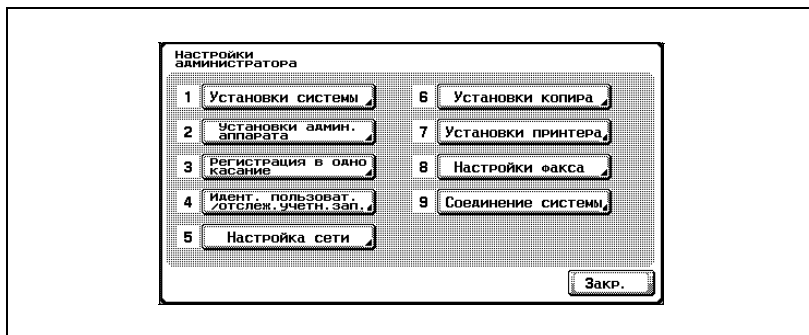 Настройки
администратора
1 Установки системы
2 Установки админ.
аппарата
3 Регистрация в одно
касание
4 Идент. пользоват.
/отслеж.учетн.зап.
5 Настройка сети
6 Установки копира
7 Установки принтера
8 Настройки факса
9 Соединение системы
Закр.